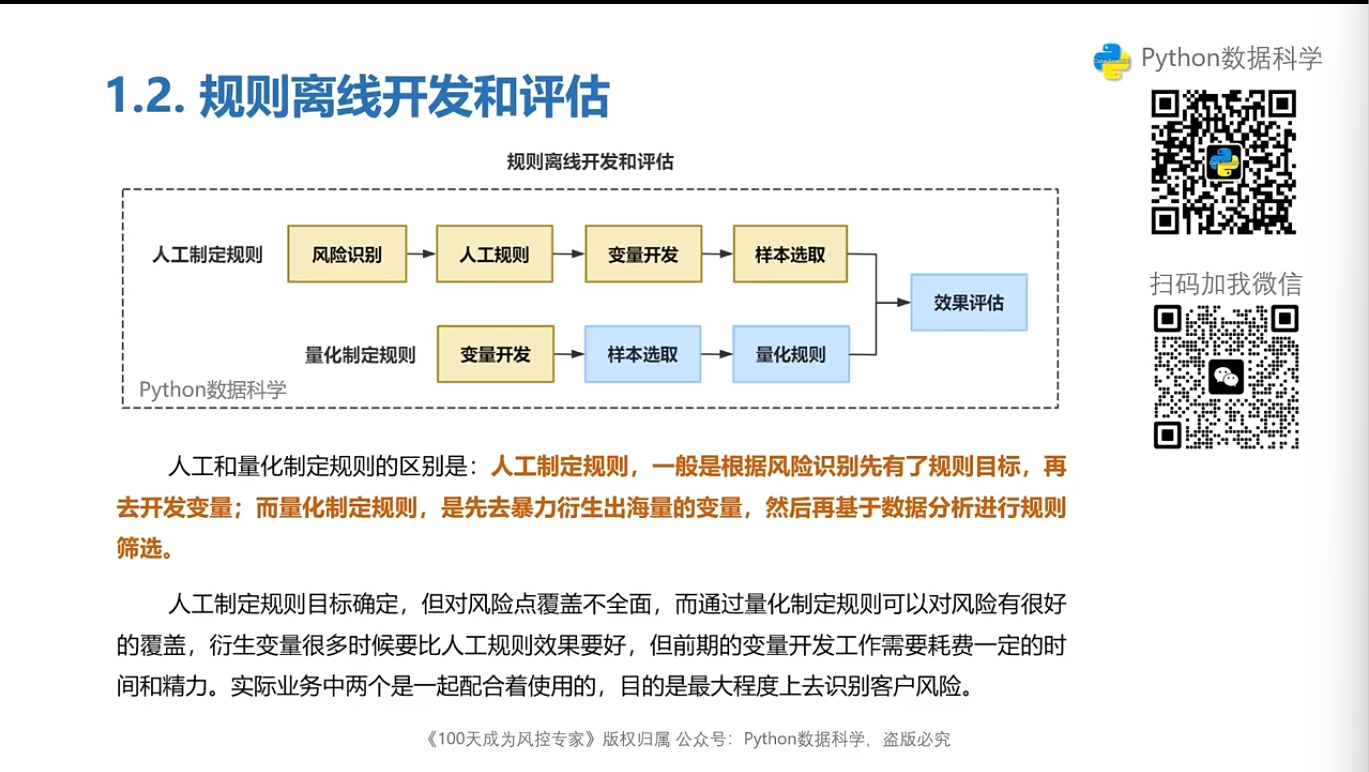 Python数据科学
1.2. 规则离线开发和评估
规则离线开发和评估
人工制定规则
风险识别
人工规则
变量开发
样本选取
效果评估
量化制定规则
变量开发
样本选取
量化规则
Python数据科学
扫码加我微信
人工和量化制定规则的区别是：人工制定规则，一般是根据风险识别先有了规则目标，再
去开发变量；而量化制定规则，是先去暴力衍生出海量的变量，然后再基于数据分析进行规则
筛选。
人工制定规则目标确定，但对风险点覆盖不全面，而通过量化制定规则可以对风险有很好
的覆盖，衍生变量很多时候要比人工规则效果要好，但前期的变量开发工作需要耗费一定的时
间和精力。实际业务中两个是一起配合着使用的，目的是最大程度上去识别客户风险。
《100天成为风控专家》版权归属 公众号：Python数据科学，盗版必究